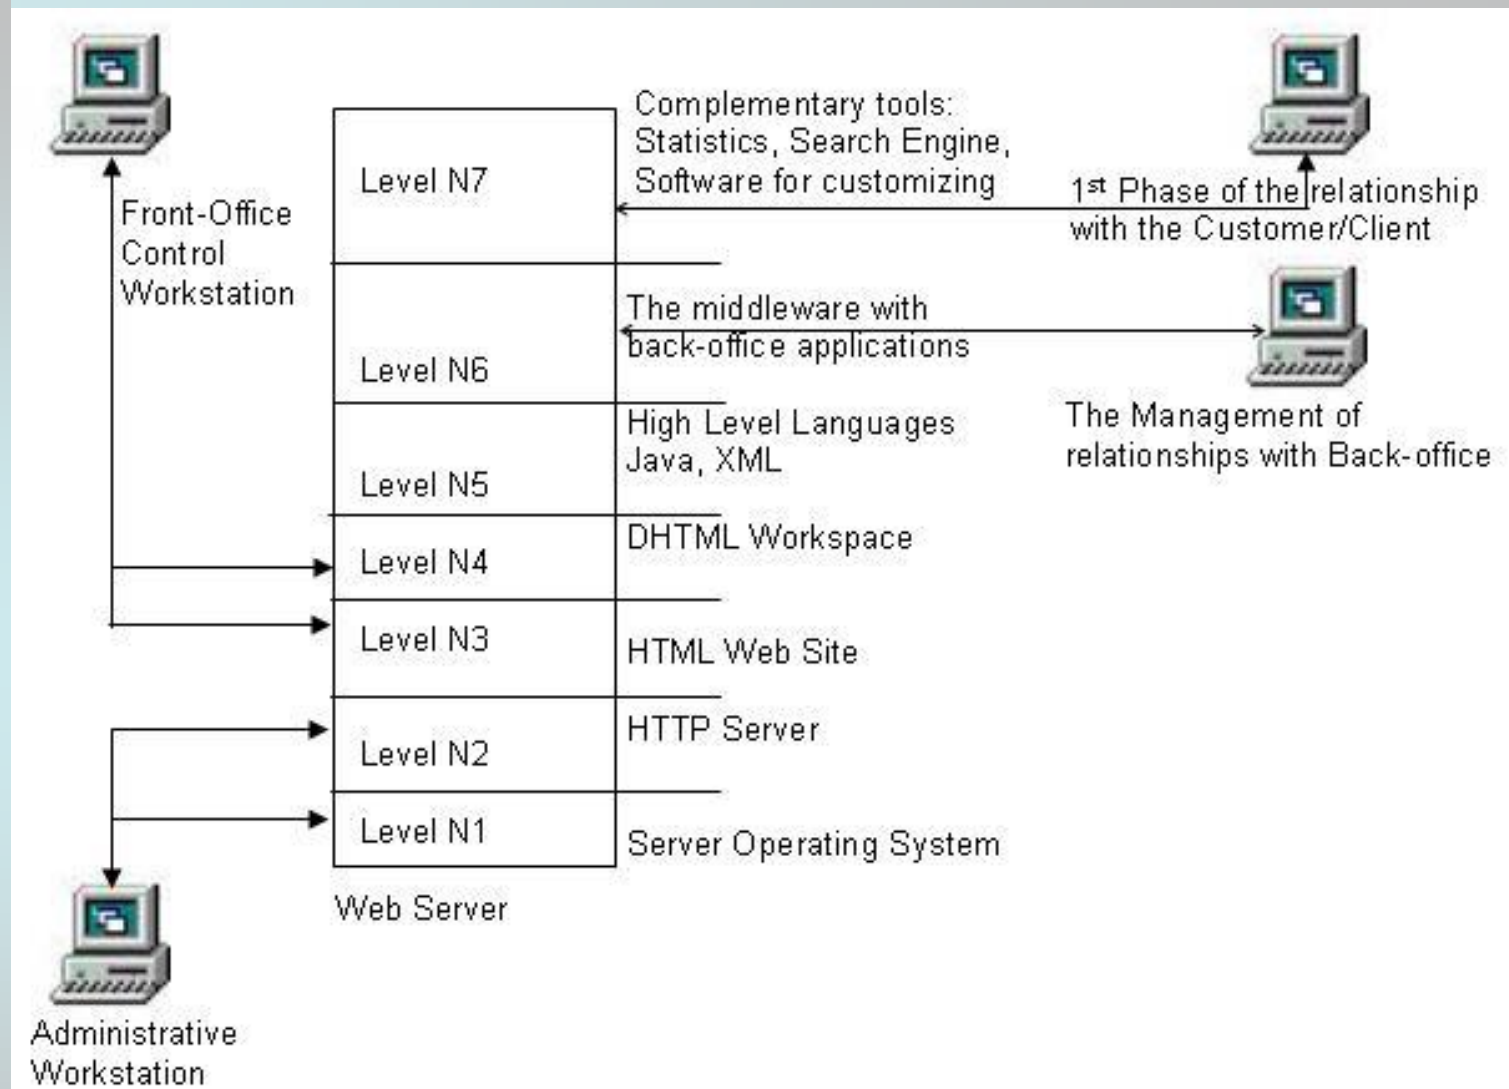 Front-Office
Control
Workstation
Level N7
Complementary tools:
Statistics, Search Engine,
Software for customizing
1st Phase of the relationship
with the Customer/Client
Level N6
The middleware with
back-office applications
The Management of
relationships with Back-office
Level N5
High Level Languages
Java, XML
Level N4
DHTML Workspace
Level N3
HTML Web Site
Level N2
HTTP Server
Level N1
Server Operating System
Web Server
Administrative
Workstation